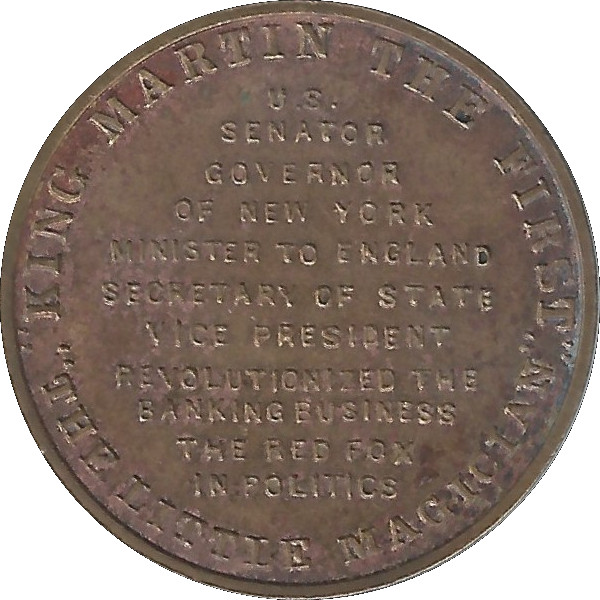 "KING MARTIN THE FIRST"
"THE LITTLE MAGICIAN"
U.S.
SENATOR
GOVERNOR
OF NEW YORK
MINISTER TO ENGLAND
SECRETARY OF STATE
VICE PRESIDENT
REVOLUTIONIZED THE
BANKING BUSINESS
THE RED FOX
IN POLITICS